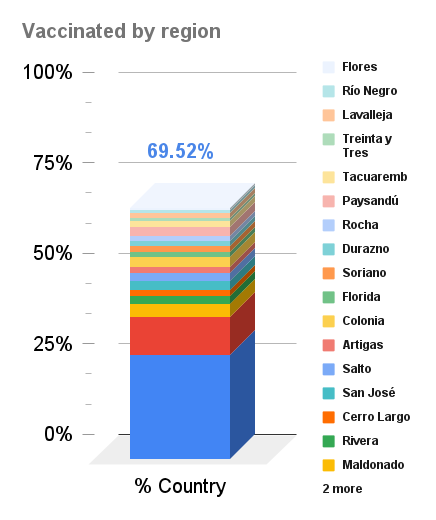 Vaccinated by region
100%
75%
50%
25%
0%
69.52%
% Country
Flores
Río Negro
Lavalleja
Treinta y
Tres
Tacuaremb
Paysandú
Rocha
Durazno
Soriano
Florida
Colonia
Artigas
Salto
San José
Cerro Largo
Rivera
Maldonado
2 more